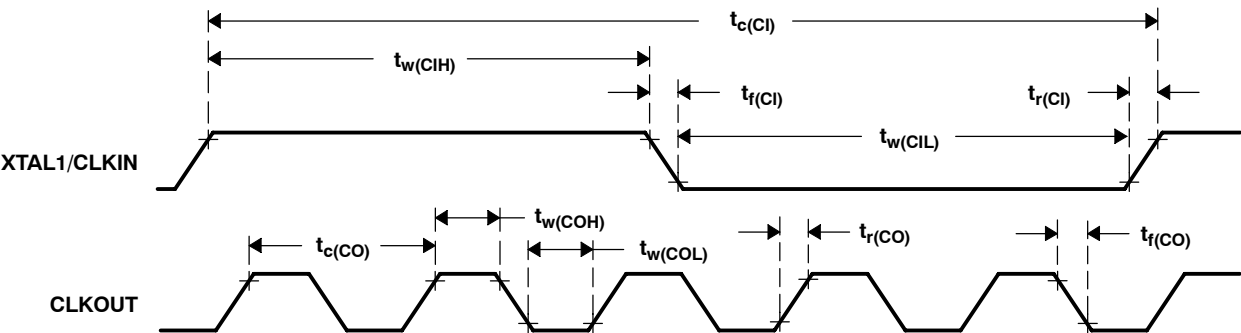 tc(CI)
tw(CIH)
tf(CI)
tr(CI)
tw(CIL)
XTAL1/CLKIN
tw(COH)
tc(CO)
tw(COL)
tr(CO)
tf(CO)
CLKOUT